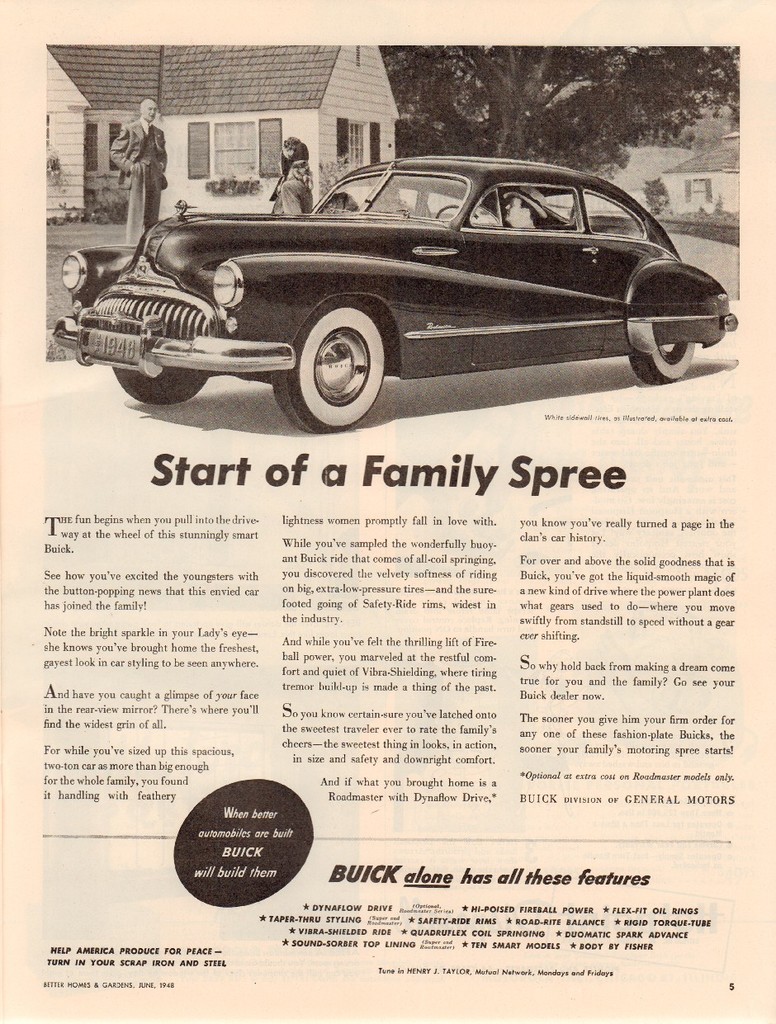 1948
Roadmaster
BUICK
White sidewall tires, as illustrated, available at extra cost.
Start of a Family Spree
THE fun begins when you pull into the drive-
way at the wheel of this stunningly smart
Buick.
See how you've excited the youngsters with
the button-popping news that this envied car
has joined the family!
Note the bright sparkle in your Lady's eye—
she knows you've brought home the freshest,
gayest look in car styling to be seen anywhere.
And have you caught a glimpse of your face
in the rear-view mirror? There's where you'll
find the widest grin of all.
For while you've sized up this spacious,
two-ton car as more than big enough
for the whole family, you found
it handling with feathery
lightness women promptly fall in love with.
While you've sampled the wonderfully buoy-
ant Buick ride that comes of all-coil springing,
you discovered the velvety softness of riding
on big, extra-low-pressure tires—and the sure-
footed going of Safety-Ride rims, widest in
the industry.
And while you've felt the thrilling lift of Fire-
ball power, you marveled at the restful com-
fort and quiet of Vibra-Shielding, where tiring
tremor build-up is made a thing of the past.
So you know certain-sure you've latched onto
the sweetest traveler ever to rate the family's
cheers—the sweetest thing in looks, in action,
in size and safety and downright comfort.
And if what you brought home is a
Roadmaster with Dynaflow Drive,*
you know you've really turned a page in the
clan's car history.
For over and above the solid goodness that is
Buick, you've got the liquid-smooth magic of
a new kind of drive where the power plant does
what gears used to do—where you move
swiftly from standstill to speed without a gear
ever shifting.
So why hold back from making a dream come
true for you and the family? Go see your
Buick dealer now.
The sooner you give him your firm order for
any one of these fashion-plate Buicks, the
sooner your family's motoring spree starts!
*Optional at extra cost on Roadmaster models only.
BUICK DIVISION OF GENERAL MOTORS
When better
automobiles are built
BUICK
will build them
BUICK alone has all these features
★ DYNAFLOW DRIVE (Optional, Roadmaster Series) ★ HI-POISED FIREBALL POWER ★ FLEX-FIT OIL RINGS
★ TAPER-THRU STYLING (Super and Roadmaster) ★ SAFETY-RIDE RIMS ★ ROAD-RITE BALANCE ★ RIGID TORQUE-TUBE
★ VIBRA-SHIELDED RIDE ★ QUADRUFLEX COIL SPRINGING ★ DUOMATIC SPARK ADVANCE
★ SOUND-SORBER TOP LINING (Super and Roadmaster) ★ TEN SMART MODELS ★ BODY BY FISHER
HELP AMERICA PRODUCE FOR PEACE—
TURN IN YOUR SCRAP IRON AND STEEL
Tune in HENRY J. TAYLOR, Mutual Network, Mondays and Fridays
BETTER HOMES & GARDENS, JUNE, 1948
5